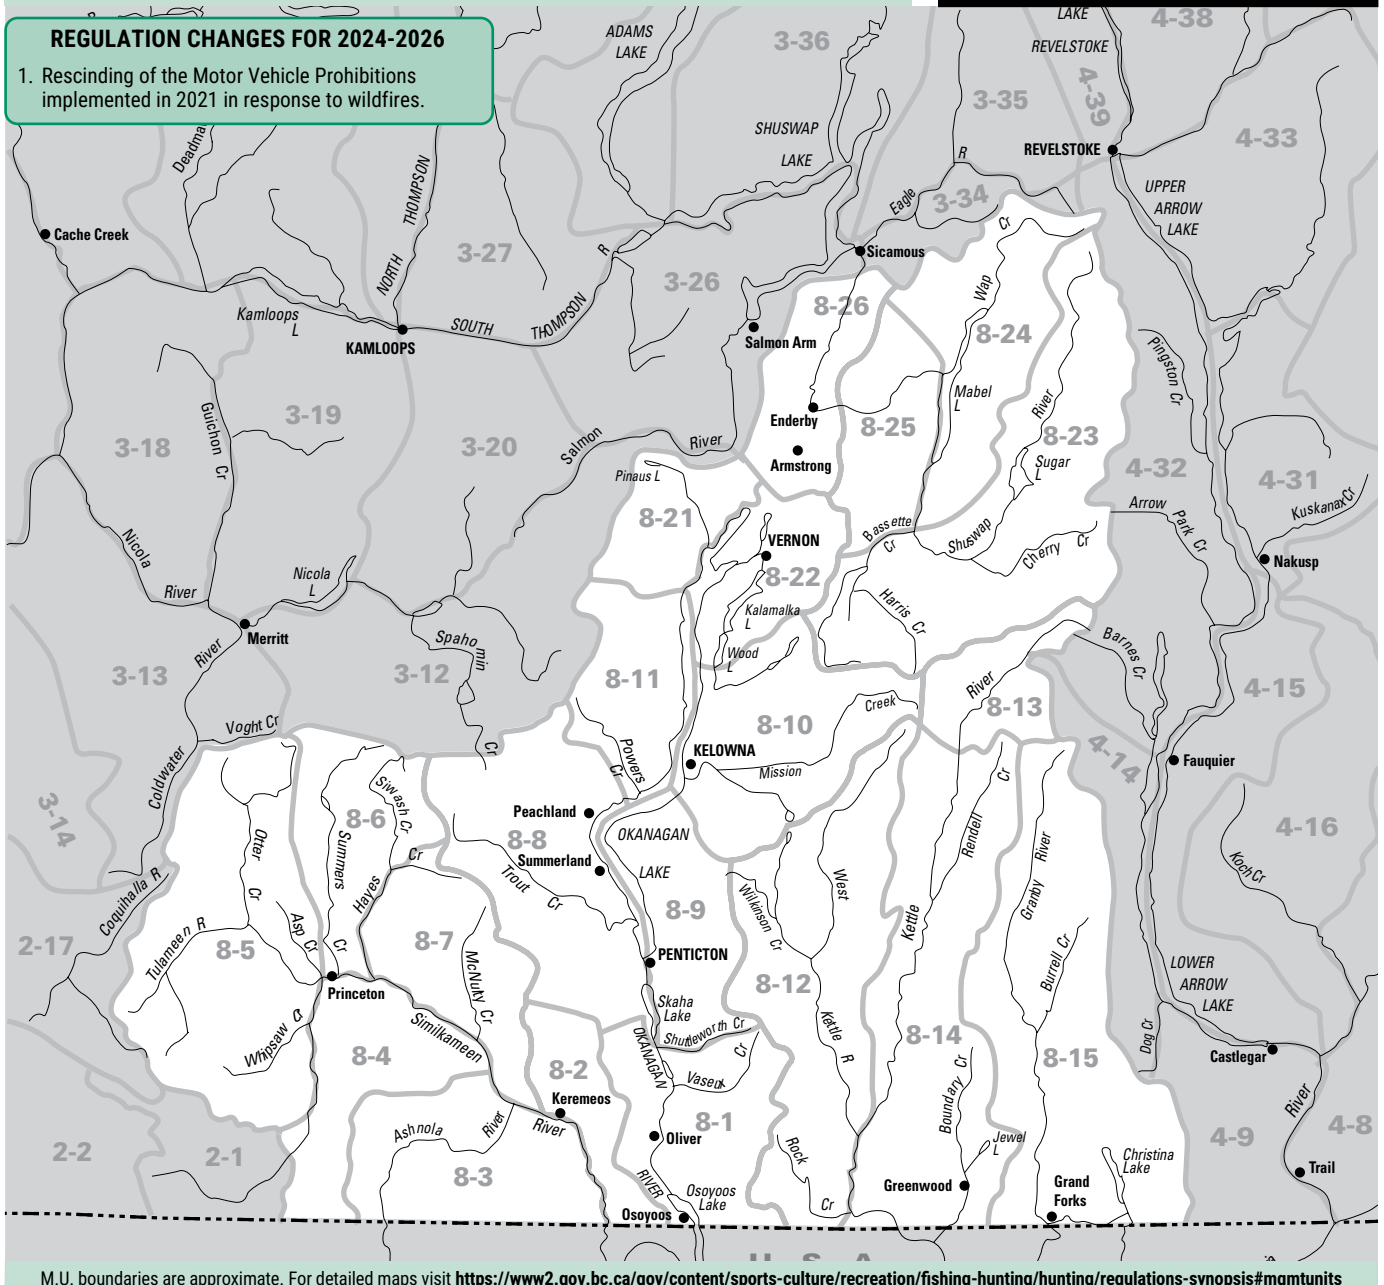 REGULATION CHANGES FOR 2024-2026
1. Rescinding of the Motor Vehicle Prohibitions
implemented in 2021 in response to wildfires.
ADAMS
LAKE
3-36
LAKE
REVELSTOKE
4-38
3-35
4-39
4-33
SHUSWAP
LAKE
REVELSTOKE
R
Eagle
3-34
UPPER
ARROW
LAKE
NORTH
THOMPSON
Cache Creek
3-27
R
Sicamous
3-26
Cr
Wap
8-26
8-24
Kamloops
L
SOUTH
THOMPSON
KAMLOOPS
Salmon Arm
Pingston Cr
Mabel
L
River
Guichon Cr
3-19
3-18
3-20
Salmon
River
Enderby
8-25
8-23
Armstrong
Sugar
L
4-32
4-31
Kuskanax Cr
Pinaus L
8-21
Arrow
Park Cr
VERNON
8-22
Bassette
Cr
Shuswap
Cherry Cr
Nakusp
Nicola
River
Nicola
L
Kalamalka
L
Harris Cr
Merritt
Spahomin
Cr
Wood
L
Barnes Cr
River
3-13
3-12
8-11
8-10
Creek
River
8-13
4-15
Voght Cr
Coldwater
KELOWNA
Mission
Powers
Cr
4-14
Fauquier
3-14
Siwash Cr
8-6
Summers
Cr
Otter
Cr
Peachland
8-8
OKANAGAN
LAKE
Summerland
Trout
Cr
Cr
Rendell
River
Granby
4-16
Koch Cr
Coquihalla R
Hayes
Cr
West
Wilkinson Cr
Kettle
8-9
2-17
Tulameen R
8-5
Asp Cr
8-7
McNulty
Cr
PENTICTON
8-12
Burrell Cr
LOWER
ARROW
LAKE
Princeton
Similkameen
Skaha
Lake
Shuttleworth Cr
Kettle R
8-14
Whipsaw Cr
8-4
8-2
OKANAGAN
Vaseux
Cr
8-15
Dog Cr
Castlegar
Keremeos
River
Boundary Cr
River
Ashnola
River
8-1
Oliver
Rock
Cr
Jewel
L
Christina
Lake
4-9
4-8
2-2
2-1
8-3
RIVER
Osoyoos
Lake
Greenwood
Grand
Forks
Trail
Osoyoos
M.U. boundaries are approximate. For detailed maps visit https://www2.gov.bc.ca/gov/content/sports-culture/recreation/fishing-hunting/hunting/regulations-synopsis#mgmtunits